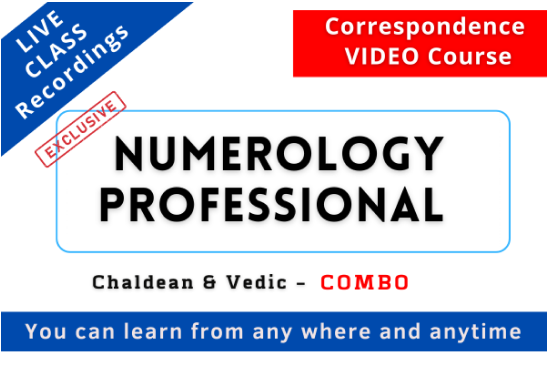 LIVE
CLASS
Recordings
Correspondence
VIDEO Course
EXCLUSIVE
NUMEROLOGY
PROFESSIONAL
Chaldean & Vedic - COMBO
You can learn from any where and anytime